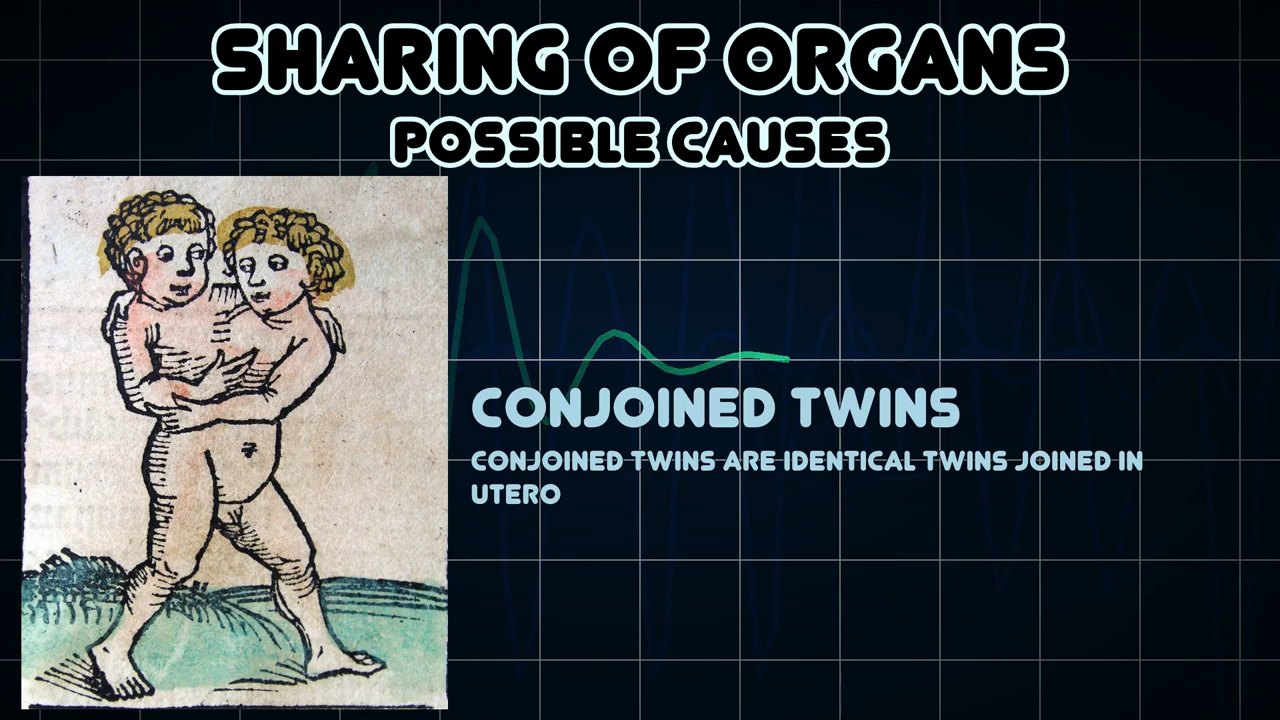 SHARING OF ORGANS
POSSIBLE CAUSES
CONJOINED TWINS
CONJOINED TWINS ARE IDENTICAL TWINS JOINED IN
UTERO